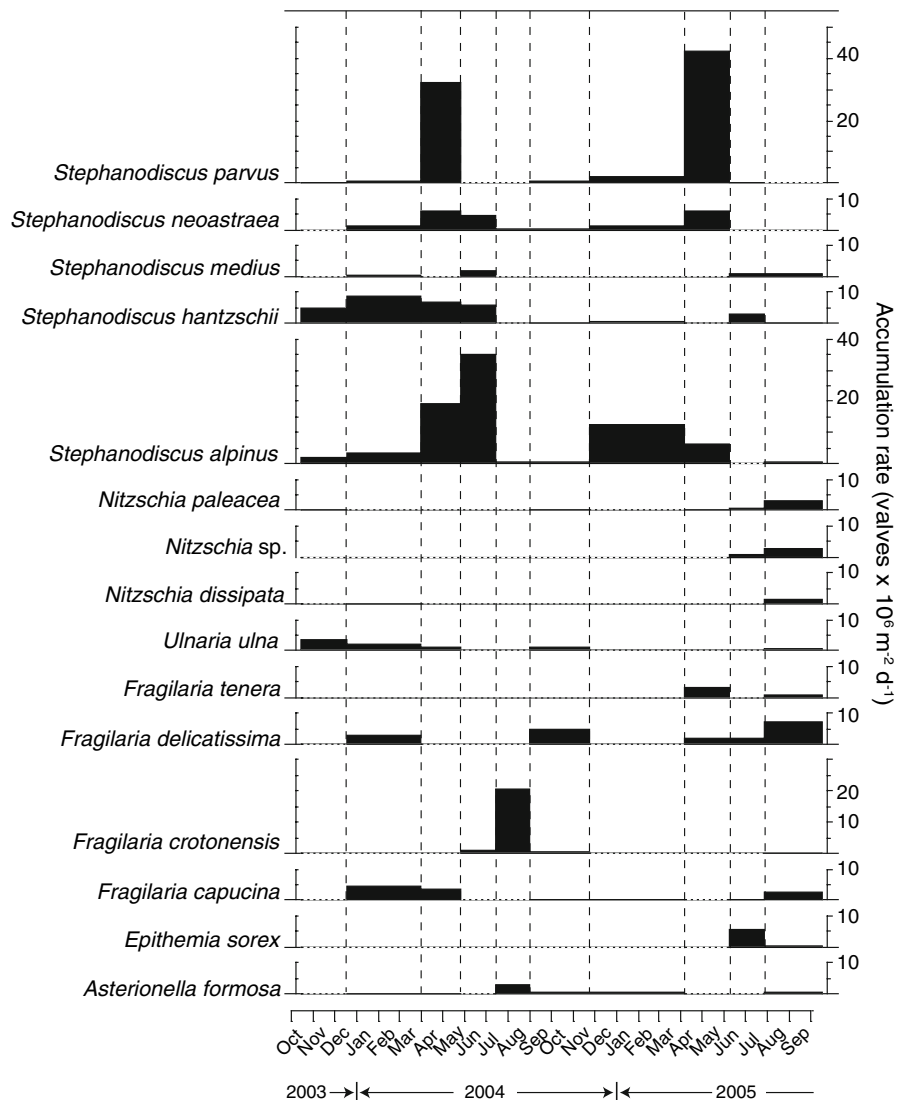 40
20
Stephanodiscus parvus
10
Stephanodiscus neoastraea
10
Stephanodiscus medius
10
Stephanodiscus hantzschii
40
20
Stephanodiscus alpinus
10
Nitzschia paleacea
10
Nitzschia sp.
10
Nitzschia dissipata
10
Ulnaria ulna
10
Fragilaria tenera
10
Fragilaria delicatissima
20
10
Fragilaria crotonensis
10
Fragilaria capucina
10
Epithemia sorex
10
Asterionella formosa
Accumulation rate (valves x 10⁶ m⁻² d⁻¹)
Oct Nov Dec Jan Feb Mar Apr May Jun Jul Aug Sep Oct Nov Dec Jan Feb Mar Apr May Jun Jul Aug Sep
2003 2004 2005